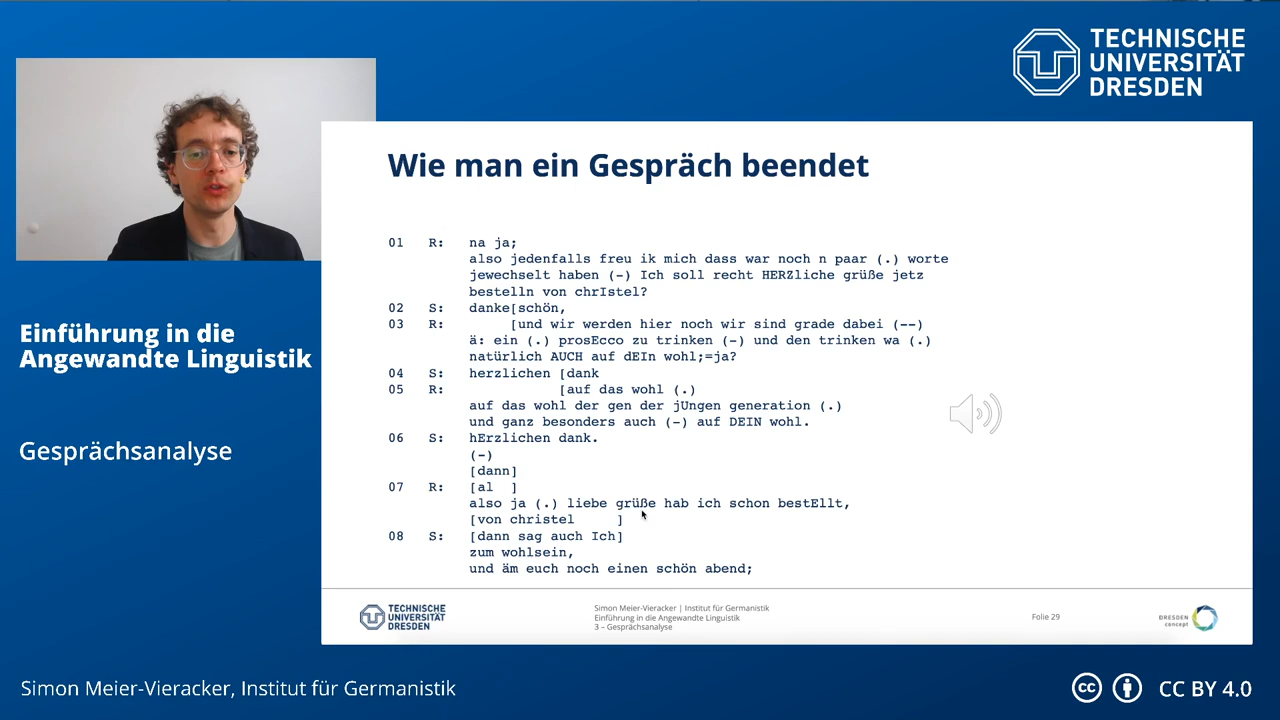 TECHNISCHE
UNIVERSITÄT
DRESDEN
Einführung in die
Angewandte Linguistik
Gesprächsanalyse
Wie man ein Gespräch beendet
01 R: na ja;
also jedenfalls freu ik mich dass war noch n paar (.) worte
jewechselt haben (-) Ich soll recht HERZliche grüße jetz
bestelln von chrIstel?
02 S: danke[schön,
03 R: [und wir werden hier noch wir sind grade dabei (--)
ä: ein (.) prosEcco zu trinken (-) und den trinken wa (.)
natürlich AUCH auf dEIn wohl;=ja?
04 S: herzlichen [dank
05 R: [auf das wohl (.)
auf das wohl der gen der jUngen generation (.)
und ganz besonders auch (-) auf DEIN wohl.
06 S: hErzlichen dank.
(-)
[dann]
07 R: [al ]
also ja (.) liebe grüße hab ich schon bestEllt,
[von christel ]
08 S: [dann sag auch Ich]
zum wohlsein,
und äm euch noch einen schön abend;
TECHNISCHE
UNIVERSITÄT
DRESDEN
Simon Meier-Vieracker | Institut für Germanistik
Einführung in die Angewandte Linguistik
3 – Gesprächsanalyse
Folie 29
DRESDEN
concept
Simon Meier-Vieracker, Institut für Germanistik
cc
CC BY 4.0